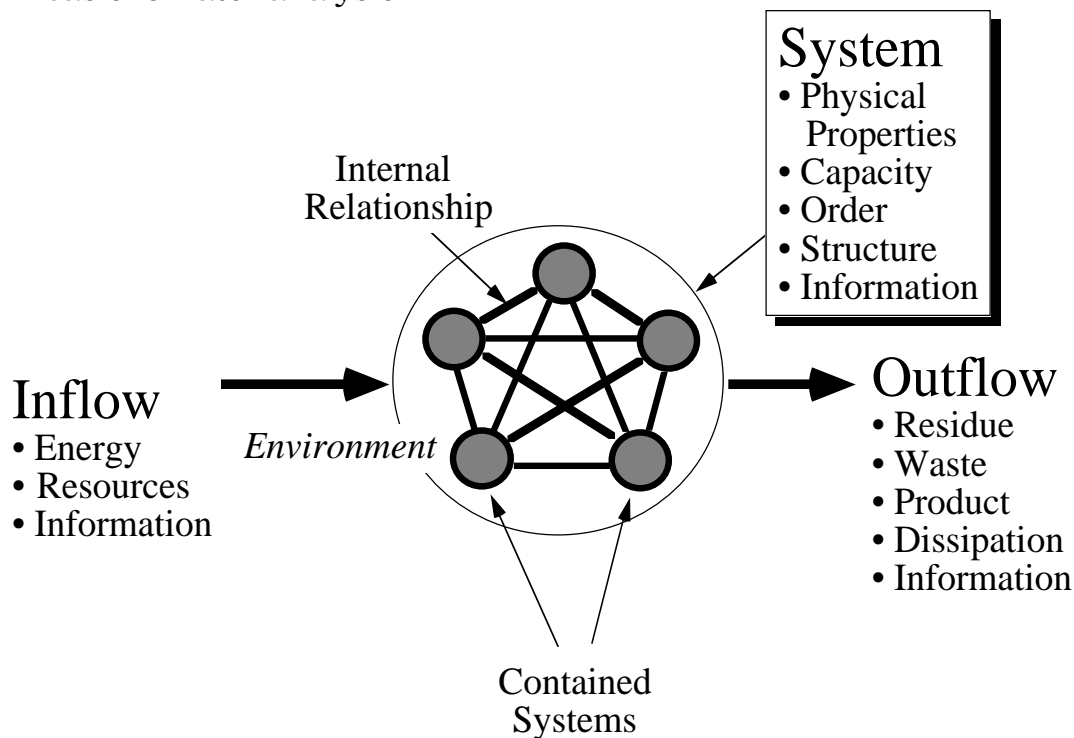 System
• Physical
Properties
• Capacity
• Order
• Structure
• Information
Internal
Relationship
Inflow
• Energy
• Resources
• Information
Environment
Outflow
• Residue
• Waste
• Product
• Dissipation
• Information
Contained
Systems